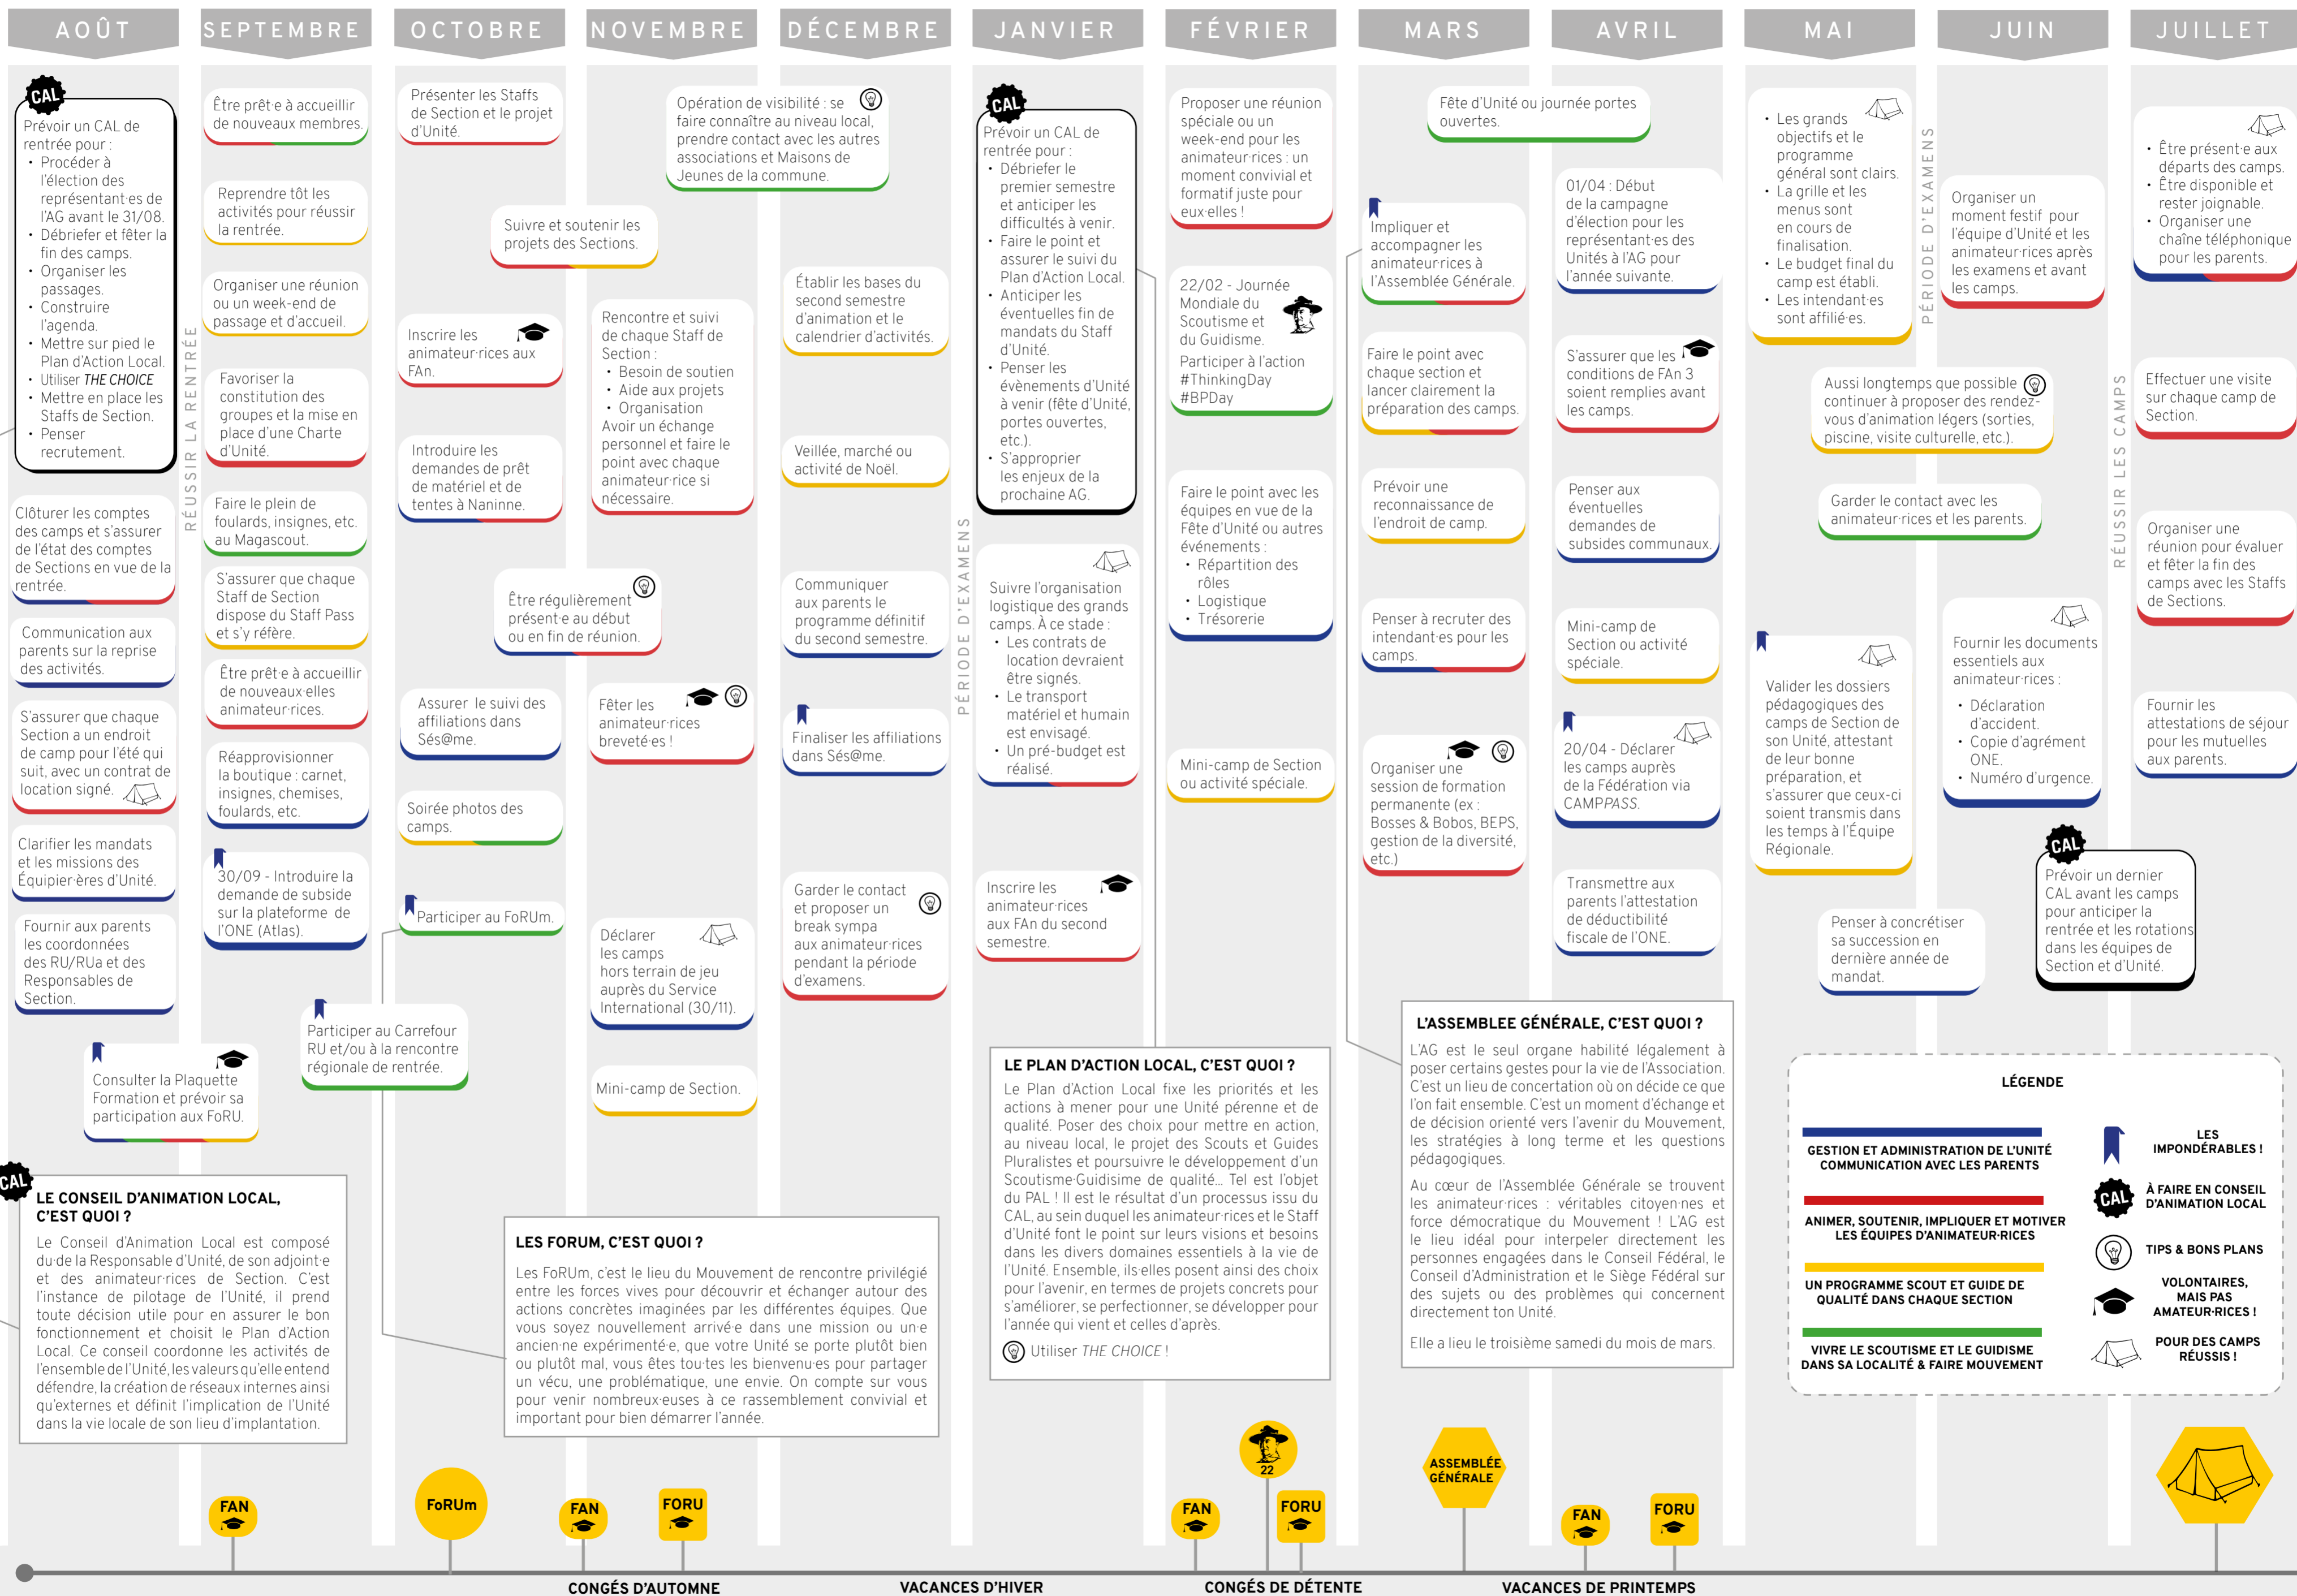 AOÛT
SEPTEMBRE
OCTOBRE
NOVEMBRE
DÉCEMBRE
JANVIER
FÉVRIER
MARS
AVRIL
MAI
JUIN
JUILLET
CAL
Prévoir un CAL de
rentrée pour :
• Procéder à
l'élection des
représentant·es de
l'AG avant le 31/08.
• Débriefer et fêter la
fin des camps.
• Organiser les
passages.
• Construire
l'agenda.
• Mettre sur pied le
Plan d'Action Local.
• Utiliser THE CHOICE
• Mettre en place les
Staffs de Section.
• Penser
recrutement.
Clôturer les comptes
des camps et s'assurer
de l'état des comptes
de Sections en vue de la
rentrée.
Communication aux
parents sur la reprise
des activités.
S'assurer que chaque
Section a un endroit
de camp pour l'été qui
suit, avec un contrat de
location signé.
Clarifier les mandats
et les missions des
Équipier·ères d'Unité.
Fournir aux parents
les coordonnées
des RU/RUa et des
Responsables de
Section.
Consulter la Plaquette
Formation et prévoir sa
participation aux FoRU.
CAL
LE CONSEIL D'ANIMATION LOCAL,
C'EST QUOI ?
Le Conseil d'Animation Local est composé
du·de la Responsable d'Unité, de son adjoint·e
et des animateur·rices de Section. C'est
l'instance de pilotage de l'Unité, il prend
toute décision utile pour en assurer le bon
fonctionnement et choisit le Plan d'Action
Local. Ce conseil coordonne les activités de
l'ensemble de l'Unité, les valeurs qu'elle entend
défendre, la création de réseaux internes ainsi
qu'externes et définit l'implication de l'Unité
dans la vie locale de son lieu d'implantation.
RÉUSSIR LA RENTRÉE
Être prêt·e à accueillir
de nouveaux membres.
Reprendre tôt les
activités pour réussir
la rentrée.
Organiser une réunion
ou un week-end de
passage et d'accueil.
Favoriser la
constitution des
groupes et la mise en
place d'une Charte
d'Unité.
Faire le plein de
foulards, insignes, etc.
au Magascout.
S'assurer que chaque
Staff de Section
dispose du Staff Pass
et s'y réfère.
Être prêt·e à accueillir
de nouveaux·elles
animateur·rices.
Réapprovisionner
la boutique : carnet,
insignes, chemises,
foulards, etc.
30/09 - Introduire la
demande de subside
sur la plateforme de
l'ONE (Atlas).
Participer au Carrefour
RU et/ou à la rencontre
régionale de rentrée.
Présenter les Staffs
de Section et le projet
d'Unité.
Suivre et soutenir les
projets des Sections.
Inscrire les
animateur·rices aux
FAn.
Introduire les
demandes de prêt
de matériel et de
tentes à Naninne.
Être régulièrement
présent·e au début
ou en fin de réunion.
Assurer le suivi des
affiliations dans
Sés@me.
Soirée photos des
camps.
Participer au FoRUm.
Opération de visibilité : se
faire connaître au niveau local,
prendre contact avec les autres
associations et Maisons de
Jeunes de la commune.
Rencontre et suivi
de chaque Staff de
Section :
• Besoin de soutien
• Aide aux projets
• Organisation
Avoir un échange
personnel et faire le
point avec chaque
animateur·rice si
nécessaire.
Fêter les
animateur·rices
breveté·es !
Déclarer
les camps
hors terrain de jeu
auprès du Service
International (30/11).
Mini-camp de Section.
LES FORUM, C'EST QUOI ?
Les FoRUm, c'est le lieu du Mouvement de rencontre privilégié
entre les forces vives pour découvrir et échanger autour des
actions concrètes imaginées par les différentes équipes. Que
vous soyez nouvellement arrivé·e dans une mission ou un·e
ancien·ne expérimenté·e, que votre Unité se porte plutôt bien
ou plutôt mal, vous êtes tou·tes les bienvenu·es pour partager
un vécu, une problématique, une envie. On compte sur vous
pour venir nombreux·euses à ce rassemblement convivial et
important pour bien démarrer l'année.
Établir les bases du
second semestre
d'animation et le
calendrier d'activités.
Veillée, marché ou
activité de Noël.
Communiquer
aux parents le
programme définitif
du second semestre.
Finaliser les affiliations
dans Sés@me.
Garder le contact
et proposer un
break sympa
aux animateur·rices
pendant la période
d'examens.
PÉRIODE D'EXAMENS
CAL
Prévoir un CAL de
rentrée pour :
• Débriefer le
premier semestre
et anticiper les
difficultés à venir.
• Faire le point et
assurer le suivi du
Plan d'Action Local.
• Anticiper les
éventuelles fin de
mandats du Staff
d'Unité.
• Penser les
évènements d'Unité
à venir (fête d'Unité,
portes ouvertes,
etc.).
• S'approprier
les enjeux de la
prochaine AG.
Suivre l'organisation
logistique des grands
camps. À ce stade :
• Les contrats de
location devraient
être signés.
• Le transport
matériel et humain
est envisagé.
• Un pré-budget est
réalisé.
Inscrire les
animateur·rices
aux FAn du second
semestre.
LE PLAN D'ACTION LOCAL, C'EST QUOI ?
Le Plan d'Action Local fixe les priorités et les
actions à mener pour une Unité pérenne et de
qualité. Poser des choix pour mettre en action,
au niveau local, le projet des Scouts et Guides
Pluralistes et poursuivre le développement d'un
Scoutisme·Guidisime de qualité... Tel est l'objet
du PAL ! Il est le résultat d'un processus issu du
CAL, au sein duquel les animateur·rices et le Staff
d'Unité font le point sur leurs visions et besoins
dans les divers domaines essentiels à la vie de
l'Unité. Ensemble, ils·elles posent ainsi des choix
pour l'avenir, en termes de projets concrets pour
s'améliorer, se perfectionner, se développer pour
l'année qui vient et celles d'après.
Utiliser THE CHOICE !
Proposer une réunion
spéciale ou un
week-end pour les
animateur·rices : un
moment convivial et
formatif juste pour
eux·elles !
22/02 - Journée
Mondiale du
Scoutisme et
du Guidisme.
Participer à l'action
#ThinkingDay
#BPDay
Faire le point avec les
équipes en vue de la
Fête d'Unité ou autres
événements :
• Répartition des
rôles
• Logistique
• Trésorerie
Mini-camp de Section
ou activité spéciale.
Fête d'Unité ou journée portes
ouvertes.
Impliquer et
accompagner les
animateur·rices à
l'Assemblée Générale.
Faire le point avec
chaque section et
lancer clairement la
préparation des camps.
Prévoir une
reconnaissance de
l'endroit de camp.
Penser à recruter des
intendant·es pour les
camps.
Organiser une
session de formation
permanente (ex :
Bosses & Bobos, BEPS,
gestion de la diversité,
etc.)
01/04 : Début
de la campagne
d'élection pour les
représentant·es des
Unités à l'AG pour
l'année suivante.
S'assurer que les
conditions de FAn 3
soient remplies avant
les camps.
Penser aux
éventuelles
demandes de
subsides communaux.
Mini-camp de
Section ou activité
spéciale.
20/04 - Déclarer
les camps auprès
de la Fédération via
CAMPPASS.
Transmettre aux
parents l'attestation
de déductibilité
fiscale de l'ONE.
L'ASSEMBLEE GÉNÉRALE, C'EST QUOI ?
L'AG est le seul organe habilité légalement à
poser certains gestes pour la vie de l'Association.
C'est un lieu de concertation où on décide ce que
l'on fait ensemble. C'est un moment d'échange et
de décision orienté vers l'avenir du Mouvement,
les stratégies à long terme et les questions
pédagogiques.
Au cœur de l'Assemblée Générale se trouvent
les animateur·rices : véritables citoyen·nes et
force démocratique du Mouvement ! L'AG est
le lieu idéal pour interpeler directement les
personnes engagées dans le Conseil Fédéral, le
Conseil d'Administration et le Siège Fédéral sur
des sujets ou des problèmes qui concernent
directement ton Unité.
Elle a lieu le troisième samedi du mois de mars.
• Les grands
objectifs et le
programme
général sont clairs.
• La grille et les
menus sont
en cours de
finalisation.
• Le budget final du
camp est établi.
• Les intendant·es
sont affilié·es.
Aussi longtemps que possible
continuer à proposer des rendez-
vous d'animation légers (sorties,
piscine, visite culturelle, etc.).
Garder le contact avec les
animateur·rices et les parents.
Valider les dossiers
pédagogiques des
camps de Section de
son Unité, attestant
de leur bonne
préparation, et
s'assurer que ceux-ci
soient transmis dans
les temps à l'Équipe
Régionale.
Penser à concrétiser
sa succession en
dernière année de
mandat.
PÉRIODE D'EXAMENS
Organiser un
moment festif pour
l'équipe d'Unité et les
animateur·rices après
les examens et avant
les camps.
Fournir les documents
essentiels aux
animateur·rices :
• Déclaration
d'accident.
• Copie d'agrément
ONE.
• Numéro d'urgence.
CAL
Prévoir un dernier
CAL avant les camps
pour anticiper la
rentrée et les rotations
dans les équipes de
Section et d'Unité.
RÉUSSIR LES CAMPS
• Être présent·e aux
départs des camps.
• Être disponible et
rester joignable.
• Organiser une
chaîne téléphonique
pour les parents.
Effectuer une visite
sur chaque camp de
Section.
Organiser une
réunion pour évaluer
et fêter la fin des
camps avec les Staffs
de Sections.
Fournir les
attestations de séjour
pour les mutuelles
aux parents.
LÉGENDE
GESTION ET ADMINISTRATION DE L'UNITÉ
COMMUNICATION AVEC LES PARENTS
ANIMER, SOUTENIR, IMPLIQUER ET MOTIVER
LES ÉQUIPES D'ANIMATEUR·RICES
UN PROGRAMME SCOUT ET GUIDE DE
QUALITÉ DANS CHAQUE SECTION
VIVRE LE SCOUTISME ET LE GUIDISME
DANS SA LOCALITÉ & FAIRE MOUVEMENT
LES
IMPONDÉRABLES !
CAL
À FAIRE EN CONSEIL
D'ANIMATION LOCAL
TIPS & BONS PLANS
VOLONTAIRES,
MAIS PAS
AMATEUR·RICES !
POUR DES CAMPS
RÉUSSIS !
FAN
FoRUm
FAN
FORU
FAN
22
FORU
ASSEMBLÉE
GÉNÉRALE
FAN
FORU
CONGÉS D'AUTOMNE
VACANCES D'HIVER
CONGÉS DE DÉTENTE
VACANCES DE PRINTEMPS